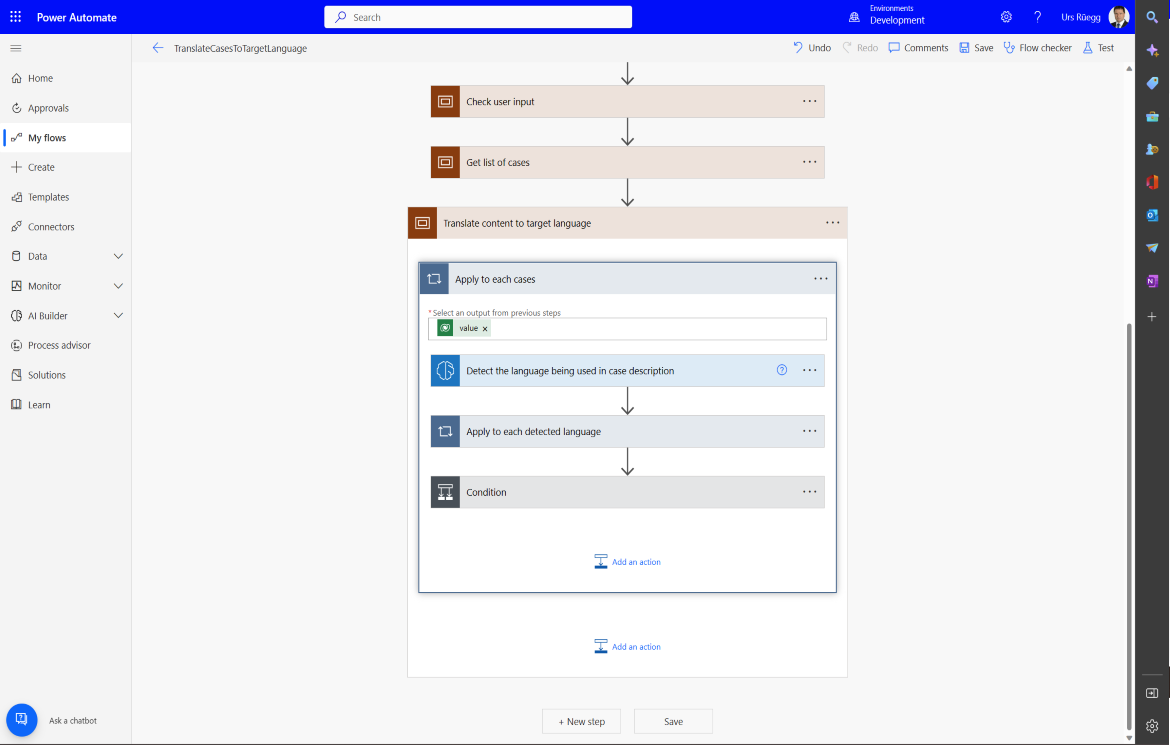 Power Automate
Search
Environments
Development
Urs Rüegg
TranslateCasesToTargetLanguage
Undo
Redo
Comments
Save
Flow checker
Test
Home
Approvals
My flows
Create
Templates
Connectors
Data
Monitor
AI Builder
Process advisor
Solutions
Learn
Ask a chatbot
Check user input
Get list of cases
Translate content to target language
Apply to each cases
* Select an output from previous steps
value ×
Detect the language being used in case description
Apply to each detected language
Condition
Add an action
Add an action
+ New step
Save